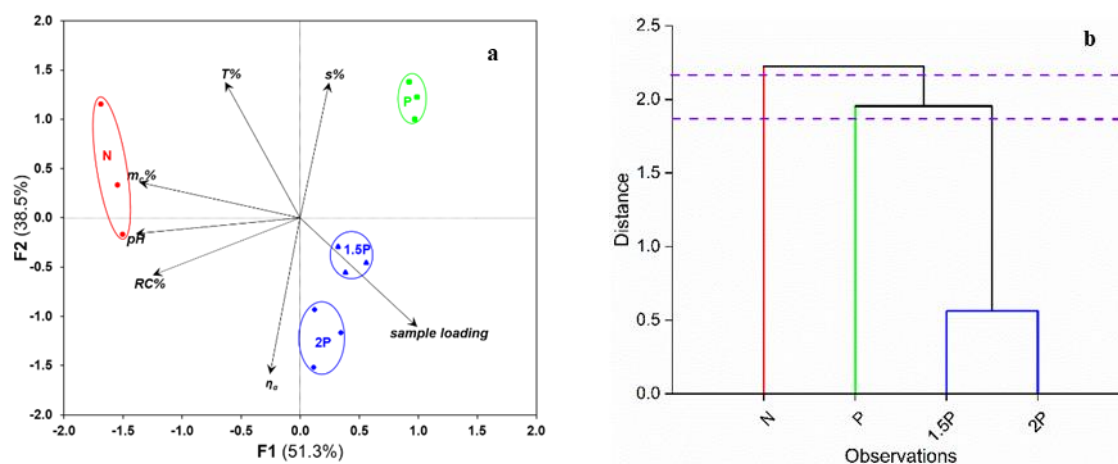 a
2.0
1.5
1.0
0.5
0.0
-0.5
-1.0
-1.5
-2.0
F2 (38.5%)
T%
s%
P
N
mc%
pH
RC%
1.5P
sample loading
2P
ηa
-2.0 -1.5 -1.0 -0.5 0.0 0.5 1.0 1.5 2.0
F1 (51.3%)
b
2.5
2.0
1.5
1.0
0.5
0.0
Distance
N P 1.5P 2P
Observations